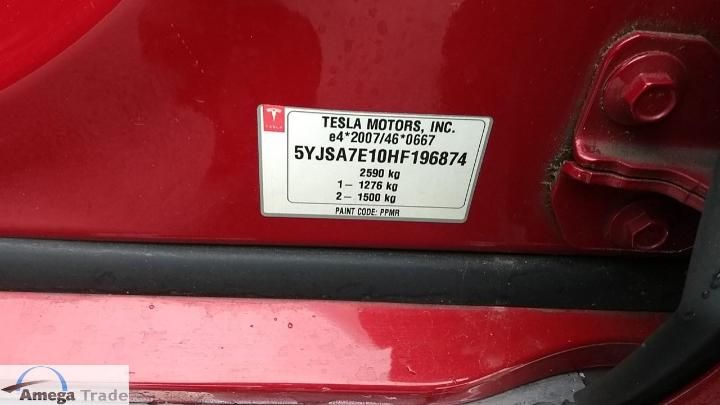 TESLA
TESLA MOTORS, INC.
e4*2007/46*0667
5YJSA7E10HF196874
2590 kg
1– 1276 kg
2– 1500 kg
PAINT CODE: PPMR
Amega Trade